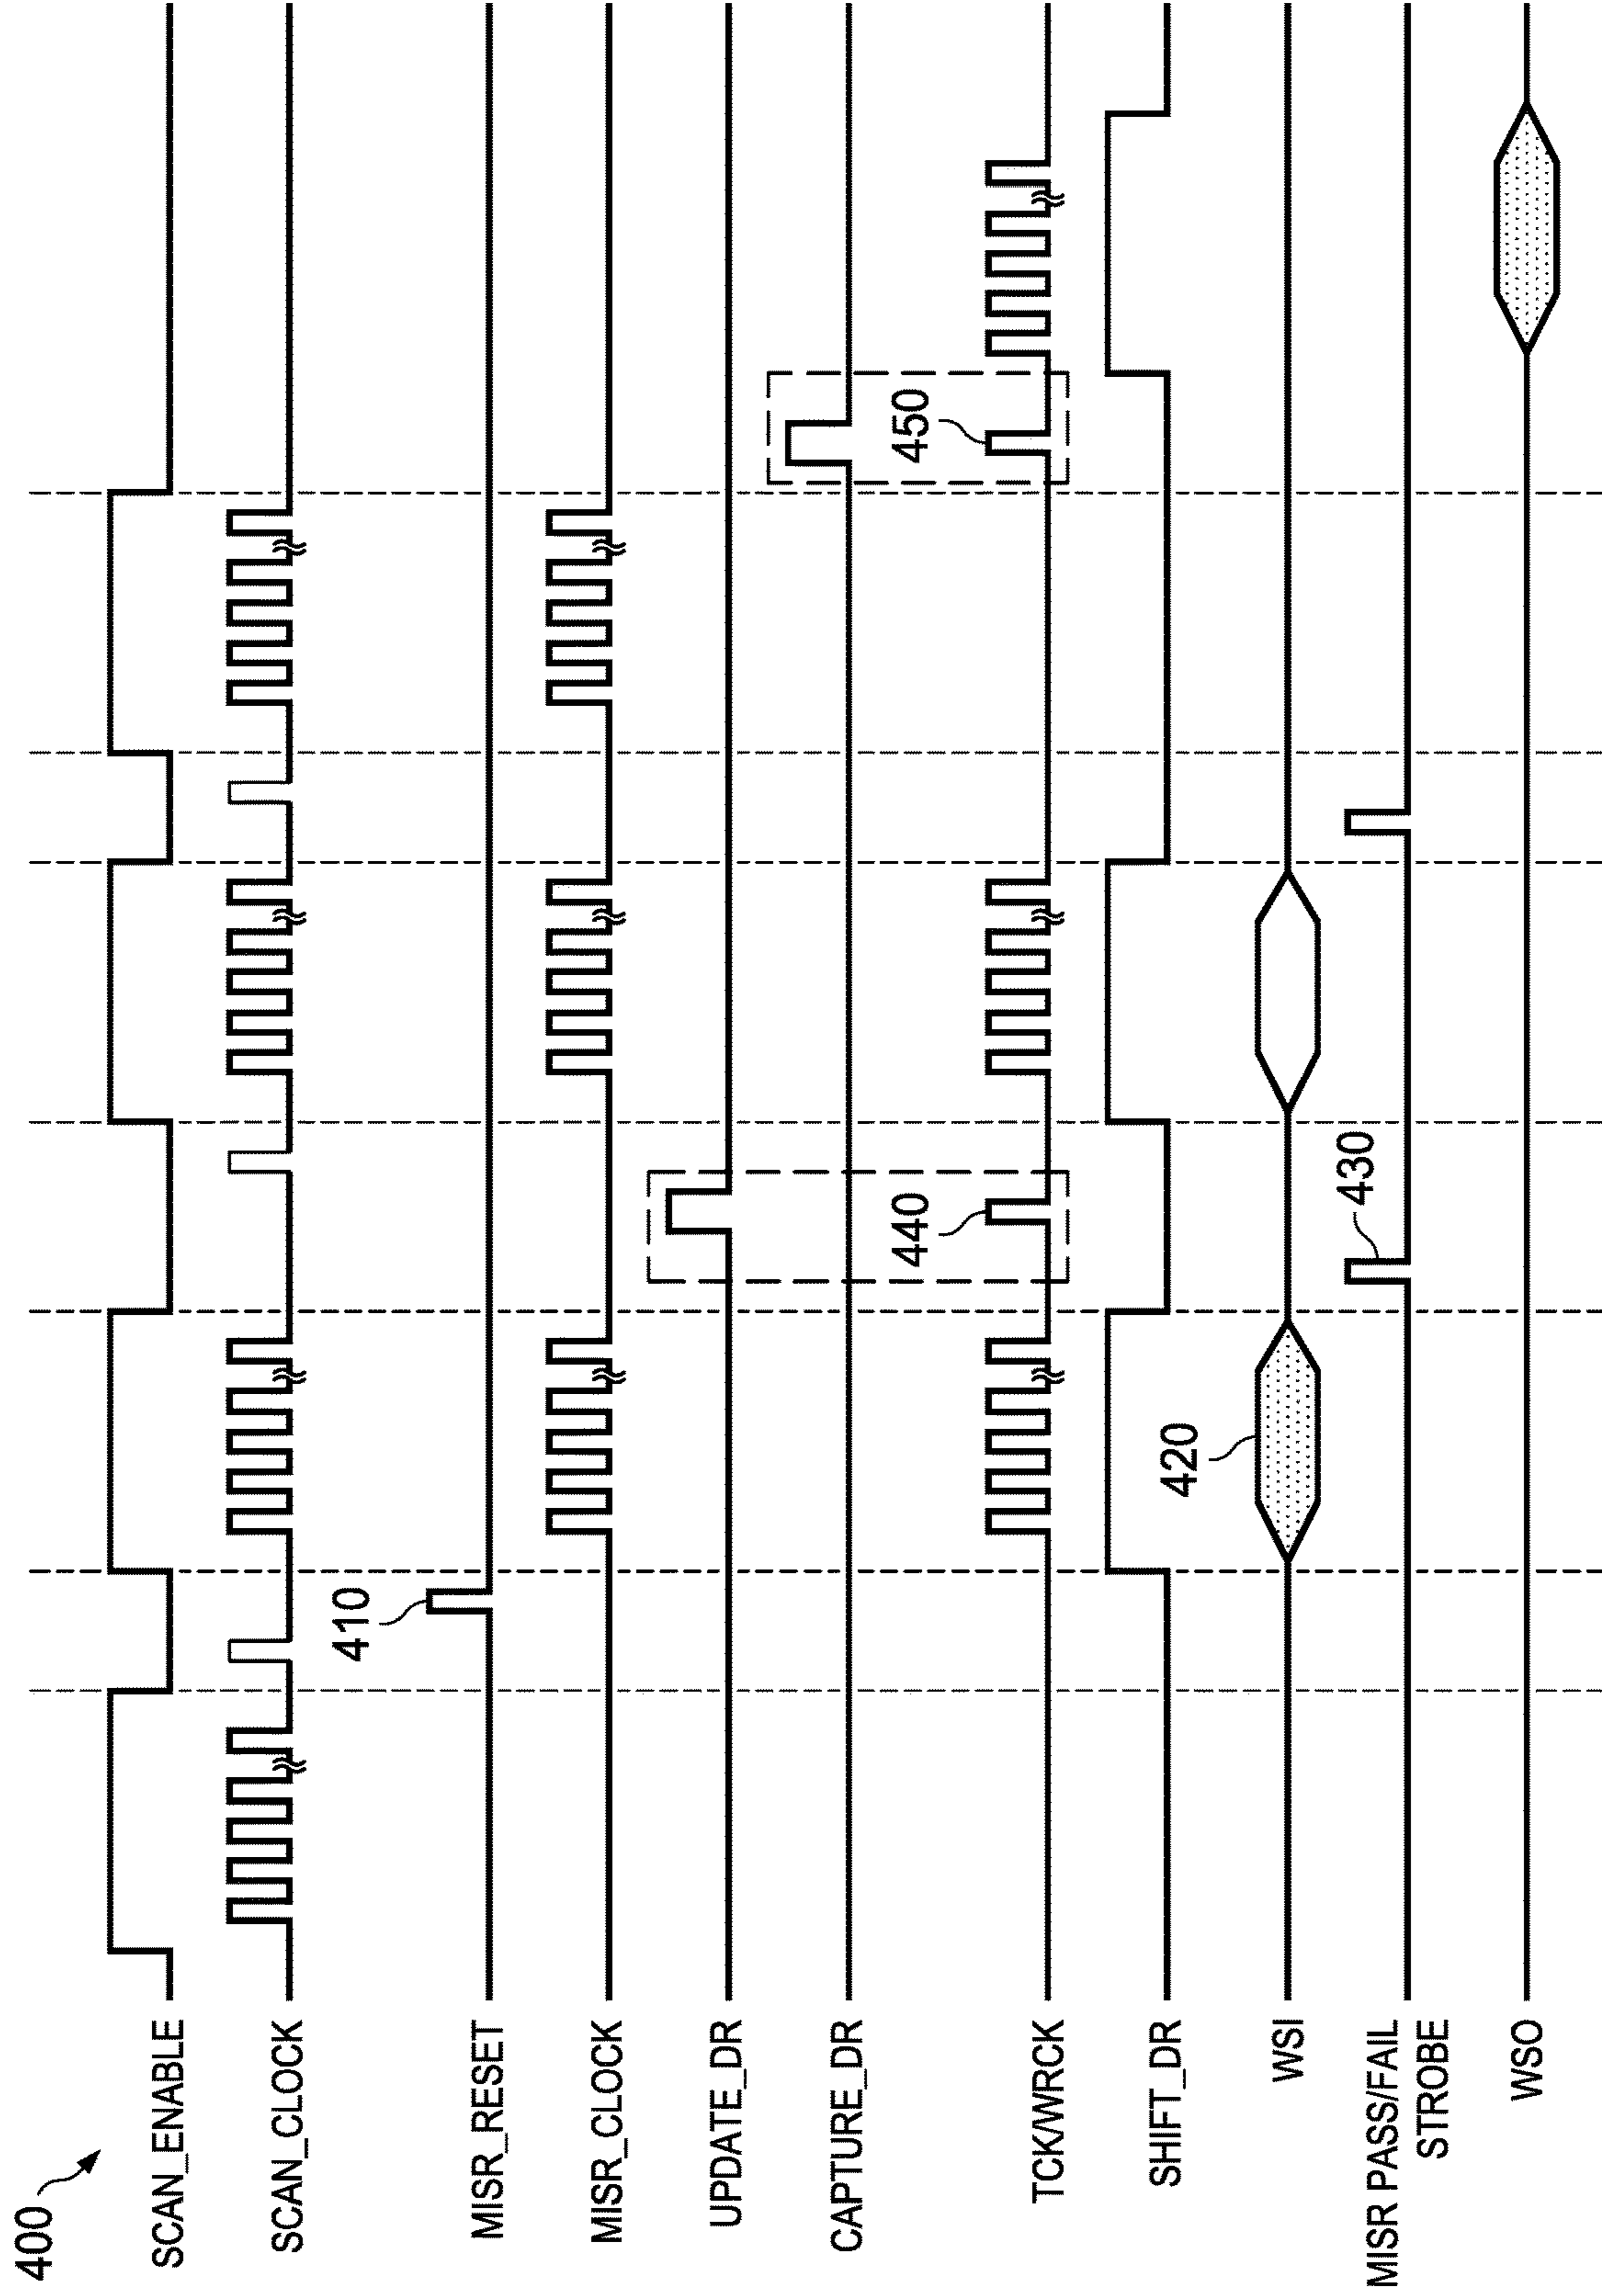 400
SCAN_ENABLE
SCAN_CLOCK
410
MISR_RESET
MISR_CLOCK
UPDATE_DR
CAPTURE_DR
440
450
TCK/WRCK
SHIFT_DR
420
WSI
430
MISR PASS/FAIL
STROBE
WSO